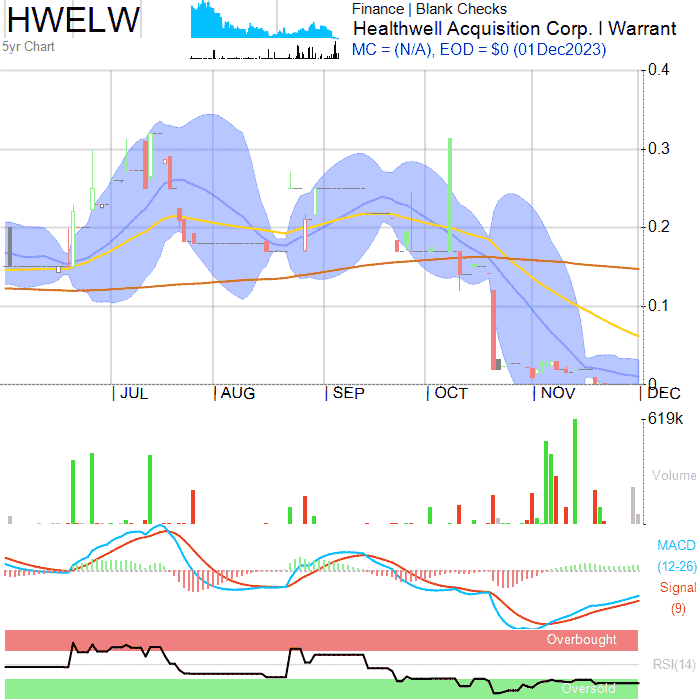 HWELW
5yr Chart
Finance | Blank Checks
Healthwell Acquisition Corp. I Warrant
MC = (N/A), EOD = $0 (01Dec2023)
0.4
0.3
0.2
0.1
0
| JUL | AUG | SEP | OCT | NOV | DEC
619k
Volume
MACD
(12-26)
Signal
(9)
Overbought
RSI(14)
Oversold